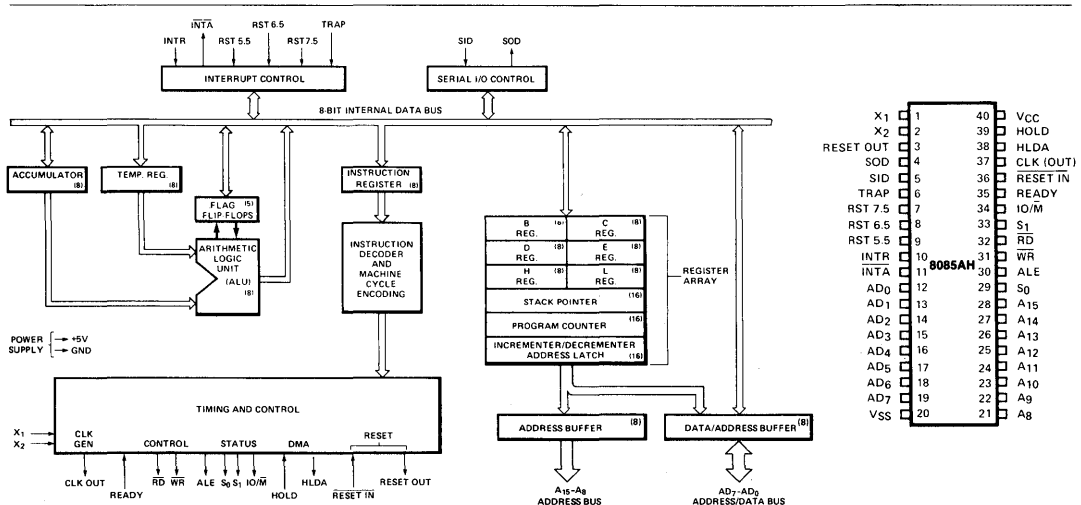 INTR
INTA
RST 5.5
RST 6.5
RST 7.5
TRAP
INTERRUPT CONTROL
SID
SOD
SERIAL I/O CONTROL
8-BIT INTERNAL DATA BUS
ACCUMULATOR
(8)
TEMP. REG.
(8)
FLAG (5)
FLIP-FLOPS
ARITHMETIC
LOGIC
UNIT
(ALU)
(8)
INSTRUCTION
REGISTER (8)
INSTRUCTION
DECODER
AND
MACHINE
CYCLE
ENCODING
B (8)
REG.
C (8)
REG.
D (8)
REG.
E (8)
REG.
H (8)
REG.
L (8)
REG.
STACK POINTER (16)
PROGRAM COUNTER (16)
INCREMENTER/DECREMENTER
ADDRESS LATCH (16)
REGISTER
ARRAY
POWER
SUPPLY
+5V
GND
TIMING AND CONTROL
X1
X2
CLK
GEN
CONTROL
STATUS
DMA
RESET
CLK OUT
READY
RD
WR
ALE
S0
S1
IO/M
HOLD
HLDA
RESET IN
RESET OUT
ADDRESS BUFFER (8)
DATA/ADDRESS BUFFER (8)
A15-A8
ADDRESS BUS
AD7-AD0
ADDRESS/DATA BUS
8085AH
X1 1 40 VCC
X2 2 39 HOLD
RESET OUT 3 38 HLDA
SOD 4 37 CLK (OUT)
SID 5 36 RESET IN
TRAP 6 35 READY
RST 7.5 7 34 IO/M
RST 6.5 8 33 S1
RST 5.5 9 32 RD
INTR 10 31 WR
INTA 11 30 ALE
AD0 12 29 S0
AD1 13 28 A15
AD2 14 27 A14
AD3 15 26 A13
AD4 16 25 A12
AD5 17 24 A11
AD6 18 23 A10
AD7 19 22 A9
VSS 20 21 A8